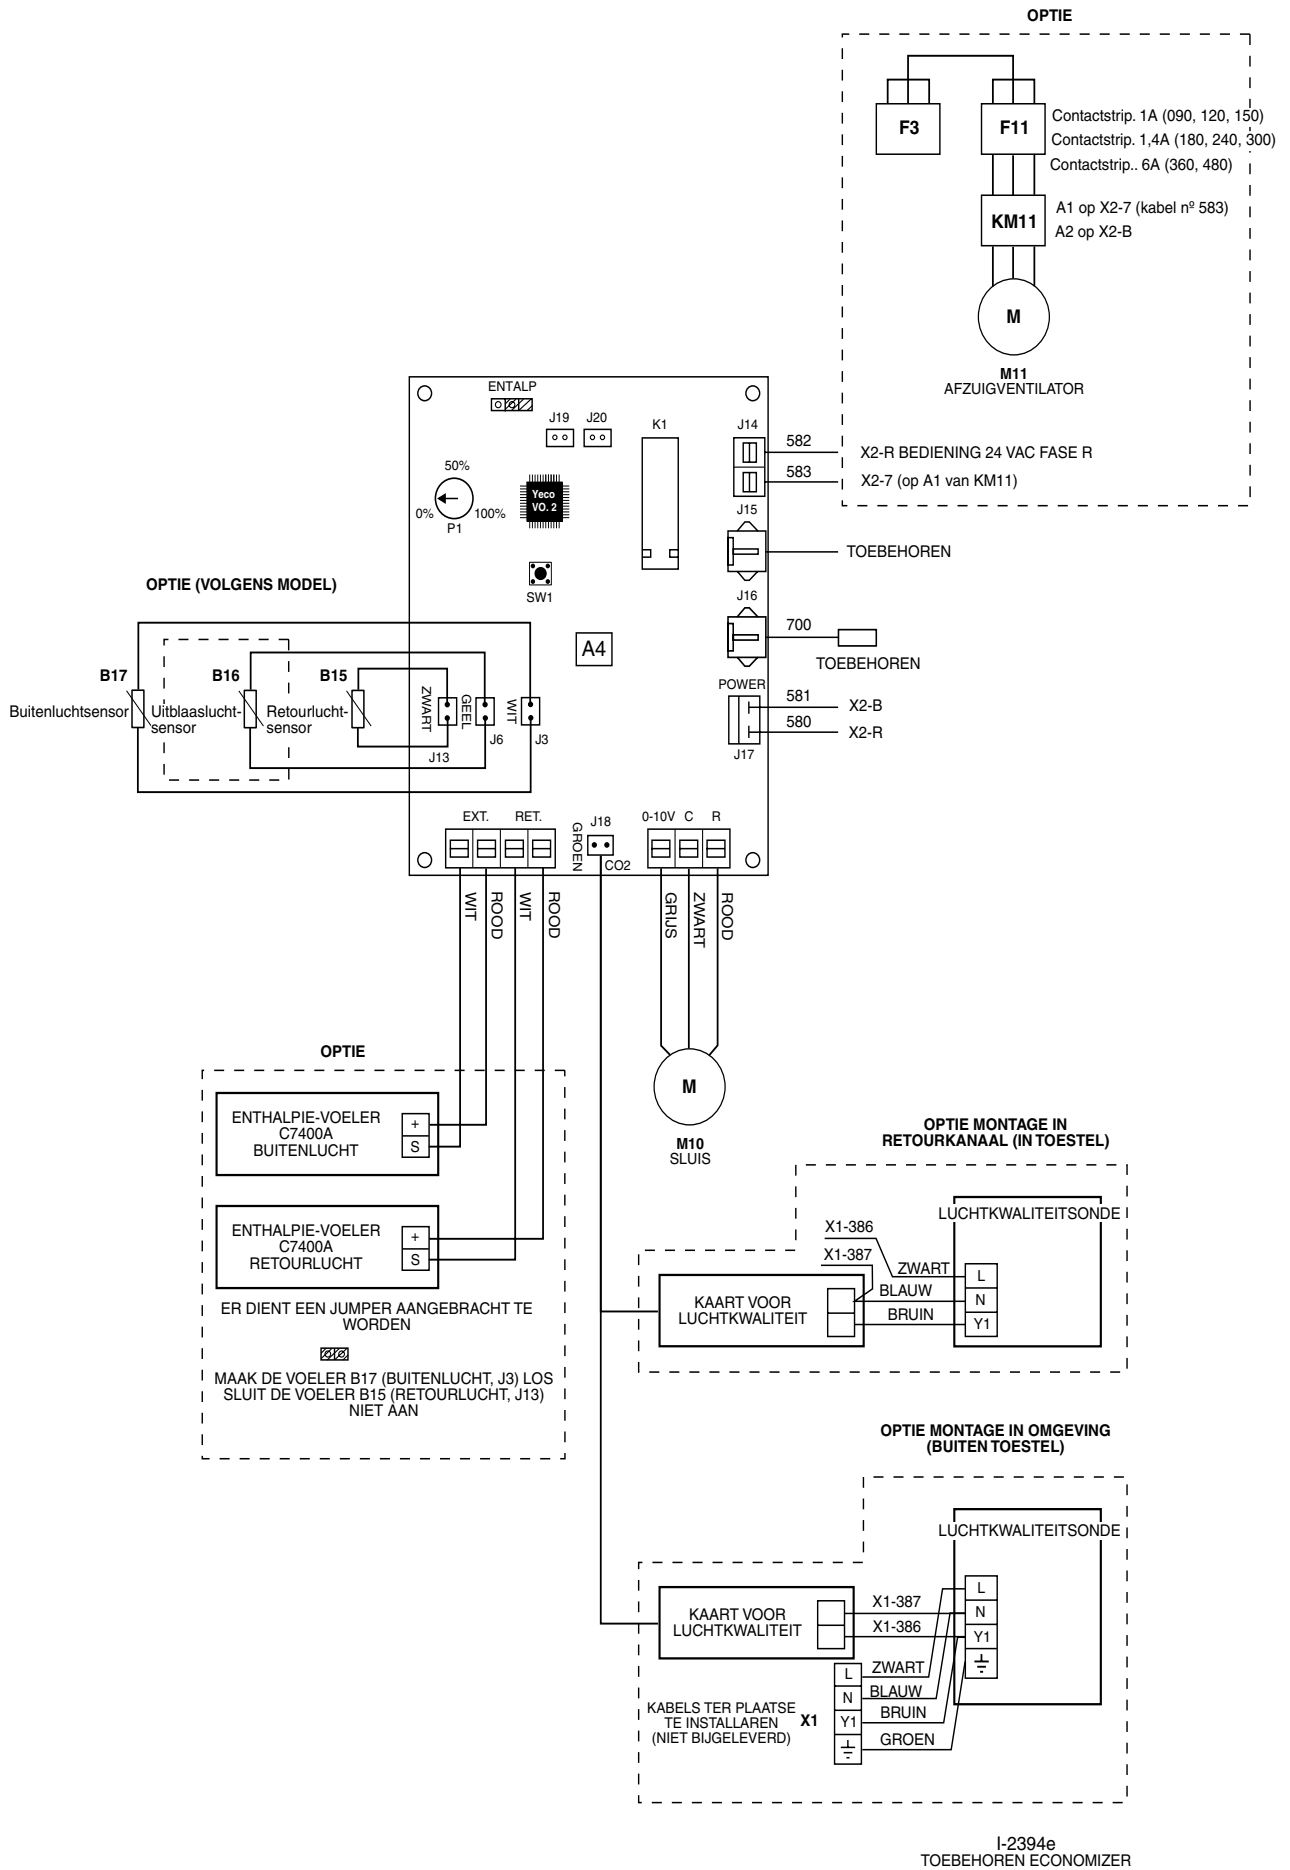 OPTIE
F3
F11
Contactstrip. 1A (090, 120, 150)
Contactstrip. 1,4A (180, 240, 300)
Contactstrip.. 6A (360, 480)
KM11
A1 op X2-7 (kabel nº 583)
A2 op X2-B
M
M11
AFZUIGVENTILATOR
ENTALP
J19
J20
K1
J14
582
X2-R BEDIENING 24 VAC FASE R
583
X2-7 (op A1 van KM11)
50%
0%
100%
P1
Yeco
VO. 2
J15
TOEBEHOREN
SW1
J16
700
TOEBEHOREN
A4
OPTIE (VOLGENS MODEL)
B17
Buitenluchtsensor
B16
Uitblaaslucht-
sensor
B15
Retourlucht-
sensor
ZWART
J13
GEEL
J6
WIT
J3
POWER
581
X2-B
580
X2-R
J17
EXT.
RET.
GROEN
J18
CO2
0-10V
C
R
WIT
ROOD
WIT
ROOD
GRIJS
ZWART
ROOD
M
M10
SLUIS
OPTIE
ENTHALPIE-VOELER
C7400A
BUITENLUCHT
+
S
ENTHALPIE-VOELER
C7400A
RETOURLUCHT
+
S
ER DIENT EEN JUMPER AANGEBRACHT TE
WORDEN
MAAK DE VOELER B17 (BUITENLUCHT, J3) LOS
SLUIT DE VOELER B15 (RETOURLUCHT, J13)
NIET AAN
OPTIE MONTAGE IN
RETOURKANAAL (IN TOESTEL)
LUCHTKWALITEITSONDE
X1-386
X1-387
ZWART
L
BLAUW
N
BRUIN
Y1
KAART VOOR
LUCHTKWALITEIT
OPTIE MONTAGE IN OMGEVING
(BUITEN TOESTEL)
LUCHTKWALITEITSONDE
KAART VOOR
LUCHTKWALITEIT
X1-387
X1-386
L
N
Y1
KABELS TER PLAATSE
TE INSTALLAREN
(NIET BIJGELEVERD)
X1
L
ZWART
N
BLAUW
Y1
BRUIN
GROEN
I-2394e
TOEBEHOREN ECONOMIZER